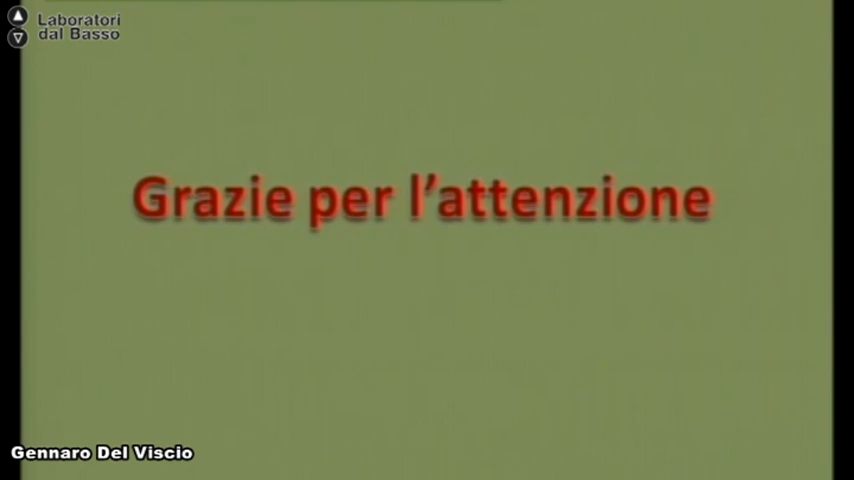 Laboratori
dal Basso
Grazie per l'attenzione
Gennaro Del Viscio